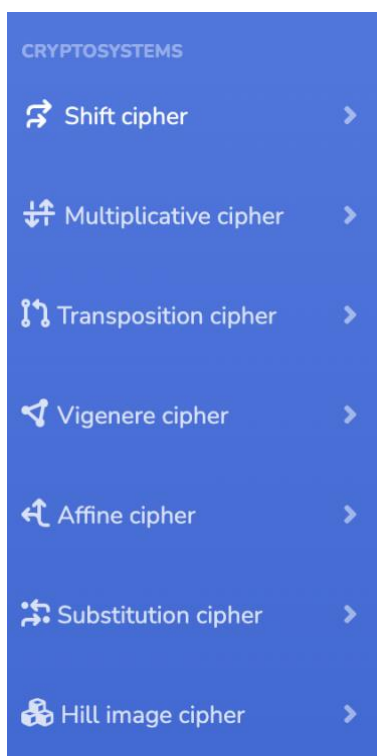 CRYPTOSYSTEMS
Shift cipher
Multiplicative cipher
Transposition cipher
Vigenere cipher
Affine cipher
Substitution cipher
Hill image cipher